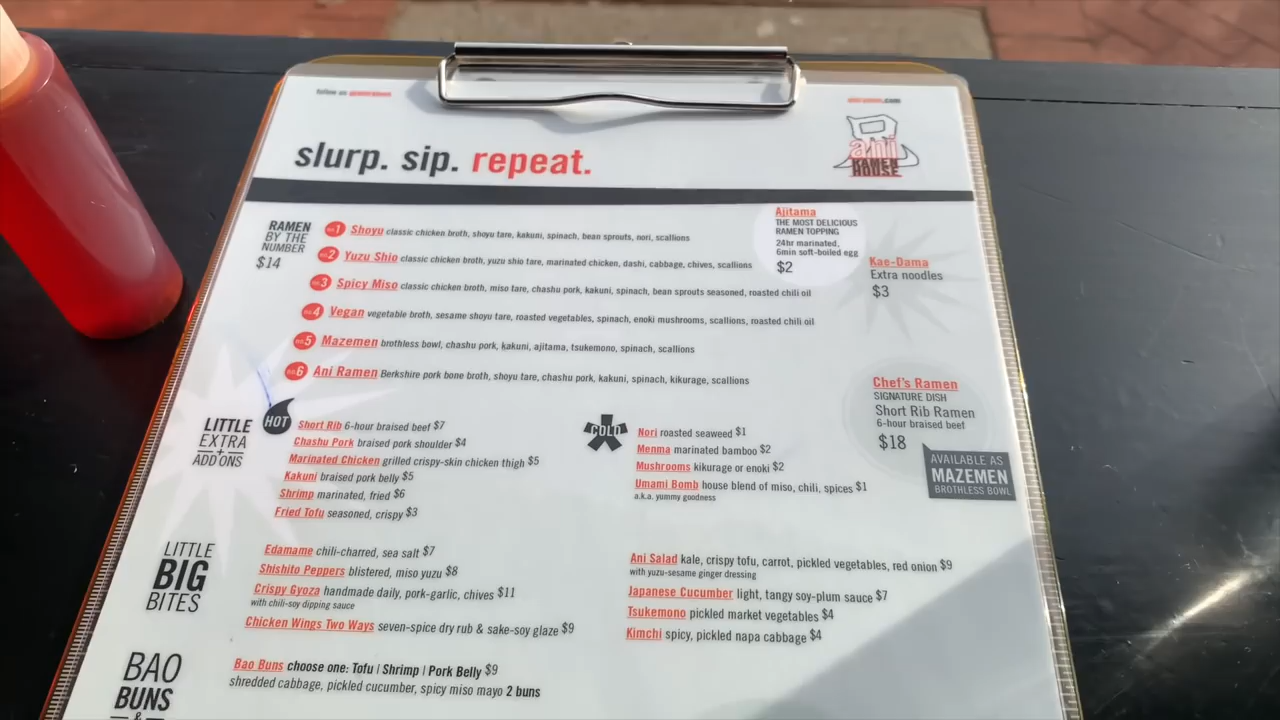 follow us
slurp. sip. repeat.
ani
RAMEN
HOUSE
RAMEN
BY THE
NUMBER
$14
NO.1 Shoyu classic chicken broth, shoyu tare, kakuni, spinach, bean sprouts, nori, scallions
NO.2 Yuzu Shio classic chicken broth, yuzu shio tare, marinated chicken, dashi, cabbage, chives, scallions
NO.3 Spicy Miso classic chicken broth, miso tare, chashu pork, kakuni, spinach, bean sprouts seasoned, roasted chili oil
NO.4 Vegan vegetable broth, sesame shoyu tare, roasted vegetables, spinach, enoki mushrooms, scallions, roasted chili oil
NO.5 Mazemen brothless bowl, chashu pork, kakuni, ajitama, tsukemono, spinach, scallions
NO.6 Ani Ramen Berkshire pork bone broth, shoyu tare, chashu pork, kakuni, spinach, kikurage, scallions
Ajitama
THE MOST DELICIOUS
RAMEN TOPPING
24hr marinated,
6min soft-boiled egg
$2
Kae-Dama
Extra noodles
$3
Chef's Ramen
SIGNATURE DISH
Short Rib Ramen
6-hour braised beef
$18
AVAILABLE AS
MAZEMEN
BROTHLESS BOWL
LITTLE
EXTRA
+
ADD ONS
HOT
Short Rib 6-hour braised beef $7
Chashu Pork braised pork shoulder $4
Marinated Chicken grilled crispy-skin chicken thigh $5
Kakuni braised pork belly $5
Shrimp marinated, fried $6
Fried Tofu seasoned, crispy $3
COLD
Nori roasted seaweed $1
Menma marinated bamboo $2
Mushrooms kikurage or enoki $2
Umami Bomb house blend of miso, chili, spices $1
a.k.a. yummy goodness
LITTLE
BIG
BITES
Edamame chili-charred, sea salt $7
Shishito Peppers blistered, miso yuzu $8
Crispy Gyoza handmade daily, pork-garlic, chives $11
with chili-soy dipping sauce
Chicken Wings Two Ways seven-spice dry rub & sake-soy glaze $9
Ani Salad kale, crispy tofu, carrot, pickled vegetables, red onion $9
with yuzu-sesame ginger dressing
Japanese Cucumber light, tangy soy-plum sauce $7
Tsukemono pickled market vegetables $4
Kimchi spicy, pickled napa cabbage $4
BAO
BUNS
&
Bao Buns choose one: Tofu | Shrimp | Pork Belly $9
shredded cabbage, pickled cucumber, spicy miso mayo 2 buns